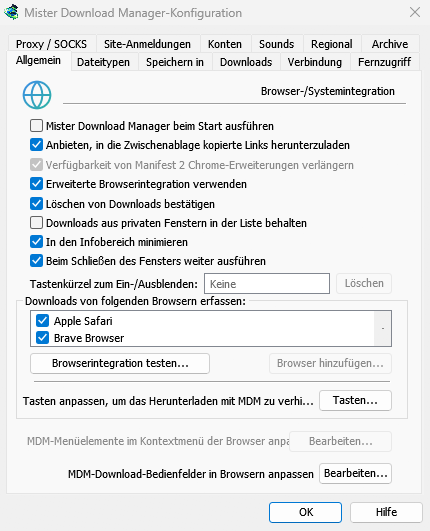 Mister Download Manager-Konfiguration
Proxy / SOCKS Site-Anmeldungen Konten Sounds Regional Archive
Allgemein Dateitypen Speichern in Downloads Verbindung Fernzugriff
Browser-/Systemintegration
Mister Download Manager beim Start ausführen
Anbieten, in die Zwischenablage kopierte Links herunterzuladen
Verfügbarkeit von Manifest 2 Chrome-Erweiterungen verlängern
Erweiterte Browserintegration verwenden
Löschen von Downloads bestätigen
Downloads aus privaten Fenstern in der Liste behalten
In den Infobereich minimieren
Beim Schließen des Fensters weiter ausführen
Tastenkürzel zum Ein-/Ausblenden: Keine Löschen
Downloads von folgenden Browsern erfassen:
Apple Safari
Brave Browser
Browserintegration testen... Browser hinzufügen...
Tasten anpassen, um das Herunterladen mit MDM zu verhi... Tasten...
MDM-Menüelemente im Kontextmenü der Browser anpa Bearbeiten...
MDM-Download-Bedienfelder in Browsern anpassen Bearbeiten...
OK Hilfe